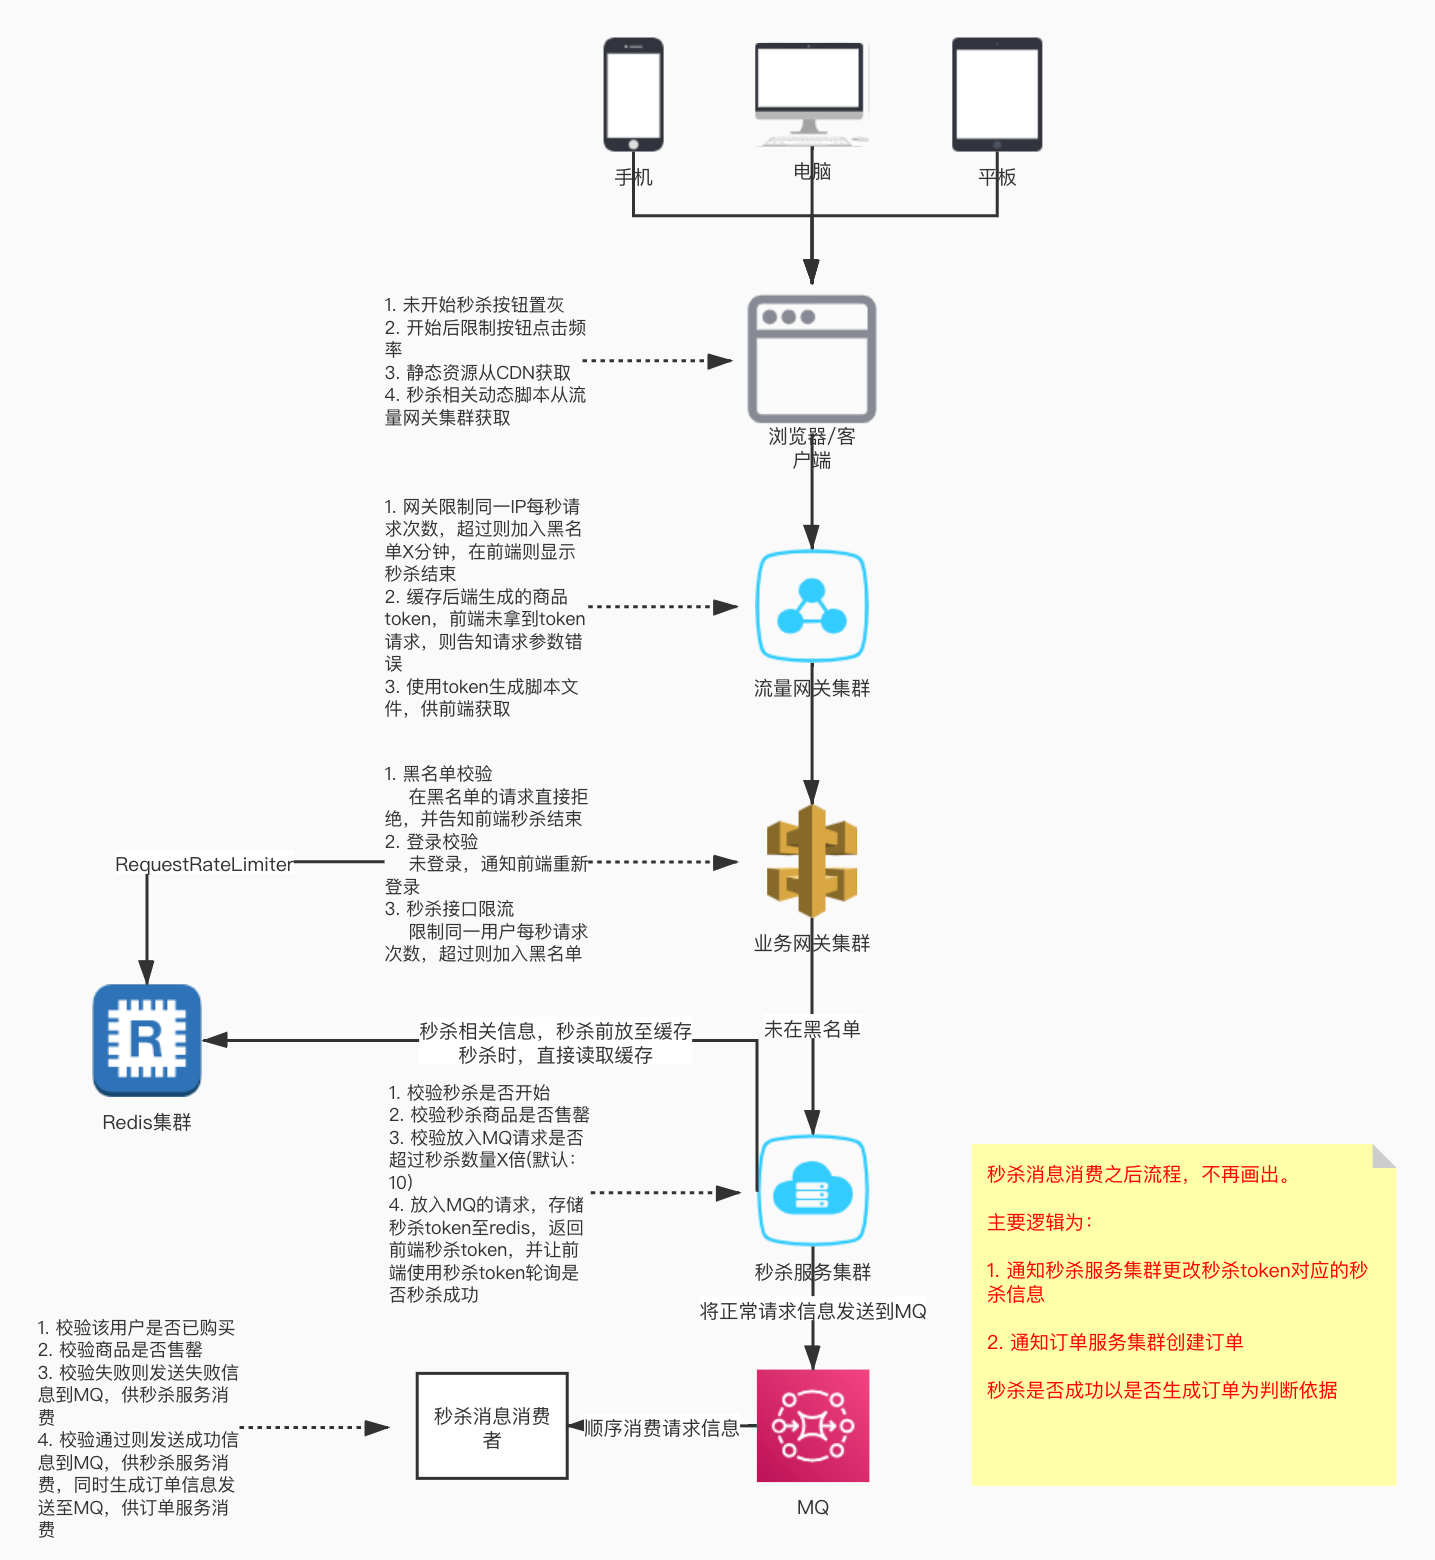 手机
电脑
平板
1. 未开始秒杀按钮置灰
2. 开始后限制按钮点击频
率
3. 静态资源从CDN获取
4. 秒杀相关动态脚本从流
量网关集群获取
浏览器/客
户端
1. 网关限制同一IP每秒请
求次数，超过则加入黑名
单X分钟，在前端则显示
秒杀结束
2. 缓存后端生成的商品
token，前端未拿到token
请求，则告知请求参数错
误
3. 使用token生成脚本文
件，供前端获取
流量网关集群
1. 黑名单校验
在黑名单的请求直接拒
绝，并告知前端秒杀结束
2. 登录校验
未登录，通知前端重新
登录
3. 秒杀接口限流
限制同一用户每秒请求
次数，超过则加入黑名单
RequestRateLimiter
业务网关集群
未在黑名单
秒杀相关信息，秒杀前放至缓存
秒杀时，直接读取缓存
Redis集群
1. 校验秒杀是否开始
2. 校验秒杀商品是否售罄
3. 校验放入MQ请求是否
超过秒杀数量X倍(默认：
10)
4. 放入MQ的请求，存储
秒杀token至redis，返回
前端秒杀token，并让前
端使用秒杀token轮询是
否秒杀成功
秒杀服务集群
将正常请求信息发送到MQ
秒杀消息消费之后流程，不再画出。
主要逻辑为：
1. 通知秒杀服务集群更改秒杀token对应的秒
杀信息
2. 通知订单服务集群创建订单
秒杀是否成功以是否生成订单为判断依据
1. 校验该用户是否已购买
2. 校验商品是否售罄
3. 校验失败则发送失败信
息到MQ，供秒杀服务消
费
4. 校验通过则发送成功信
息到MQ，供秒杀服务消
费，同时生成订单信息发
送至MQ，供订单服务消
费
秒杀消息消费
者
顺序消费请求信息
MQ